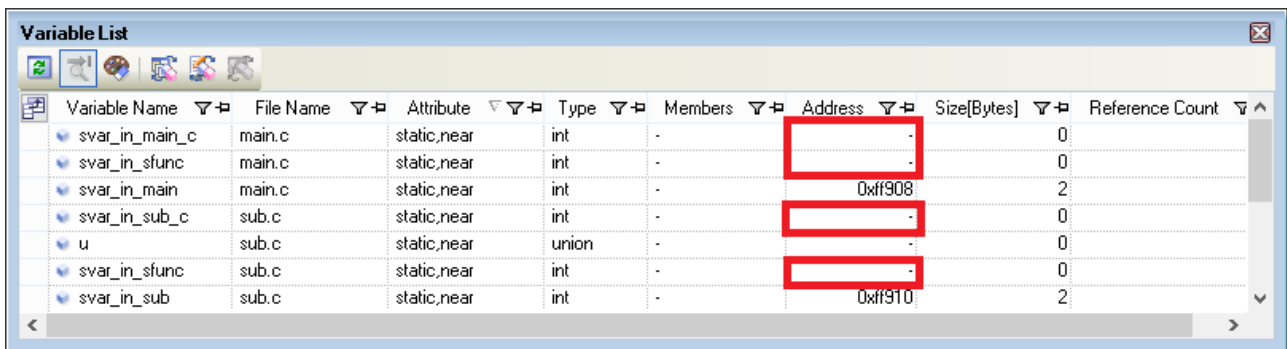 Variable List
Variable Name File Name Attribute Type Members Address Size[Bytes] Reference Count
svar_in_main_c main.c static,near int - - 0
svar_in_sfunc main.c static,near int - - 0
svar_in_main main.c static,near int - 0xff908 2
svar_in_sub_c sub.c static,near int - - 0
u sub.c static,near union - - 0
svar_in_sfunc sub.c static,near int - - 0
svar_in_sub sub.c static,near int - 0xff910 2